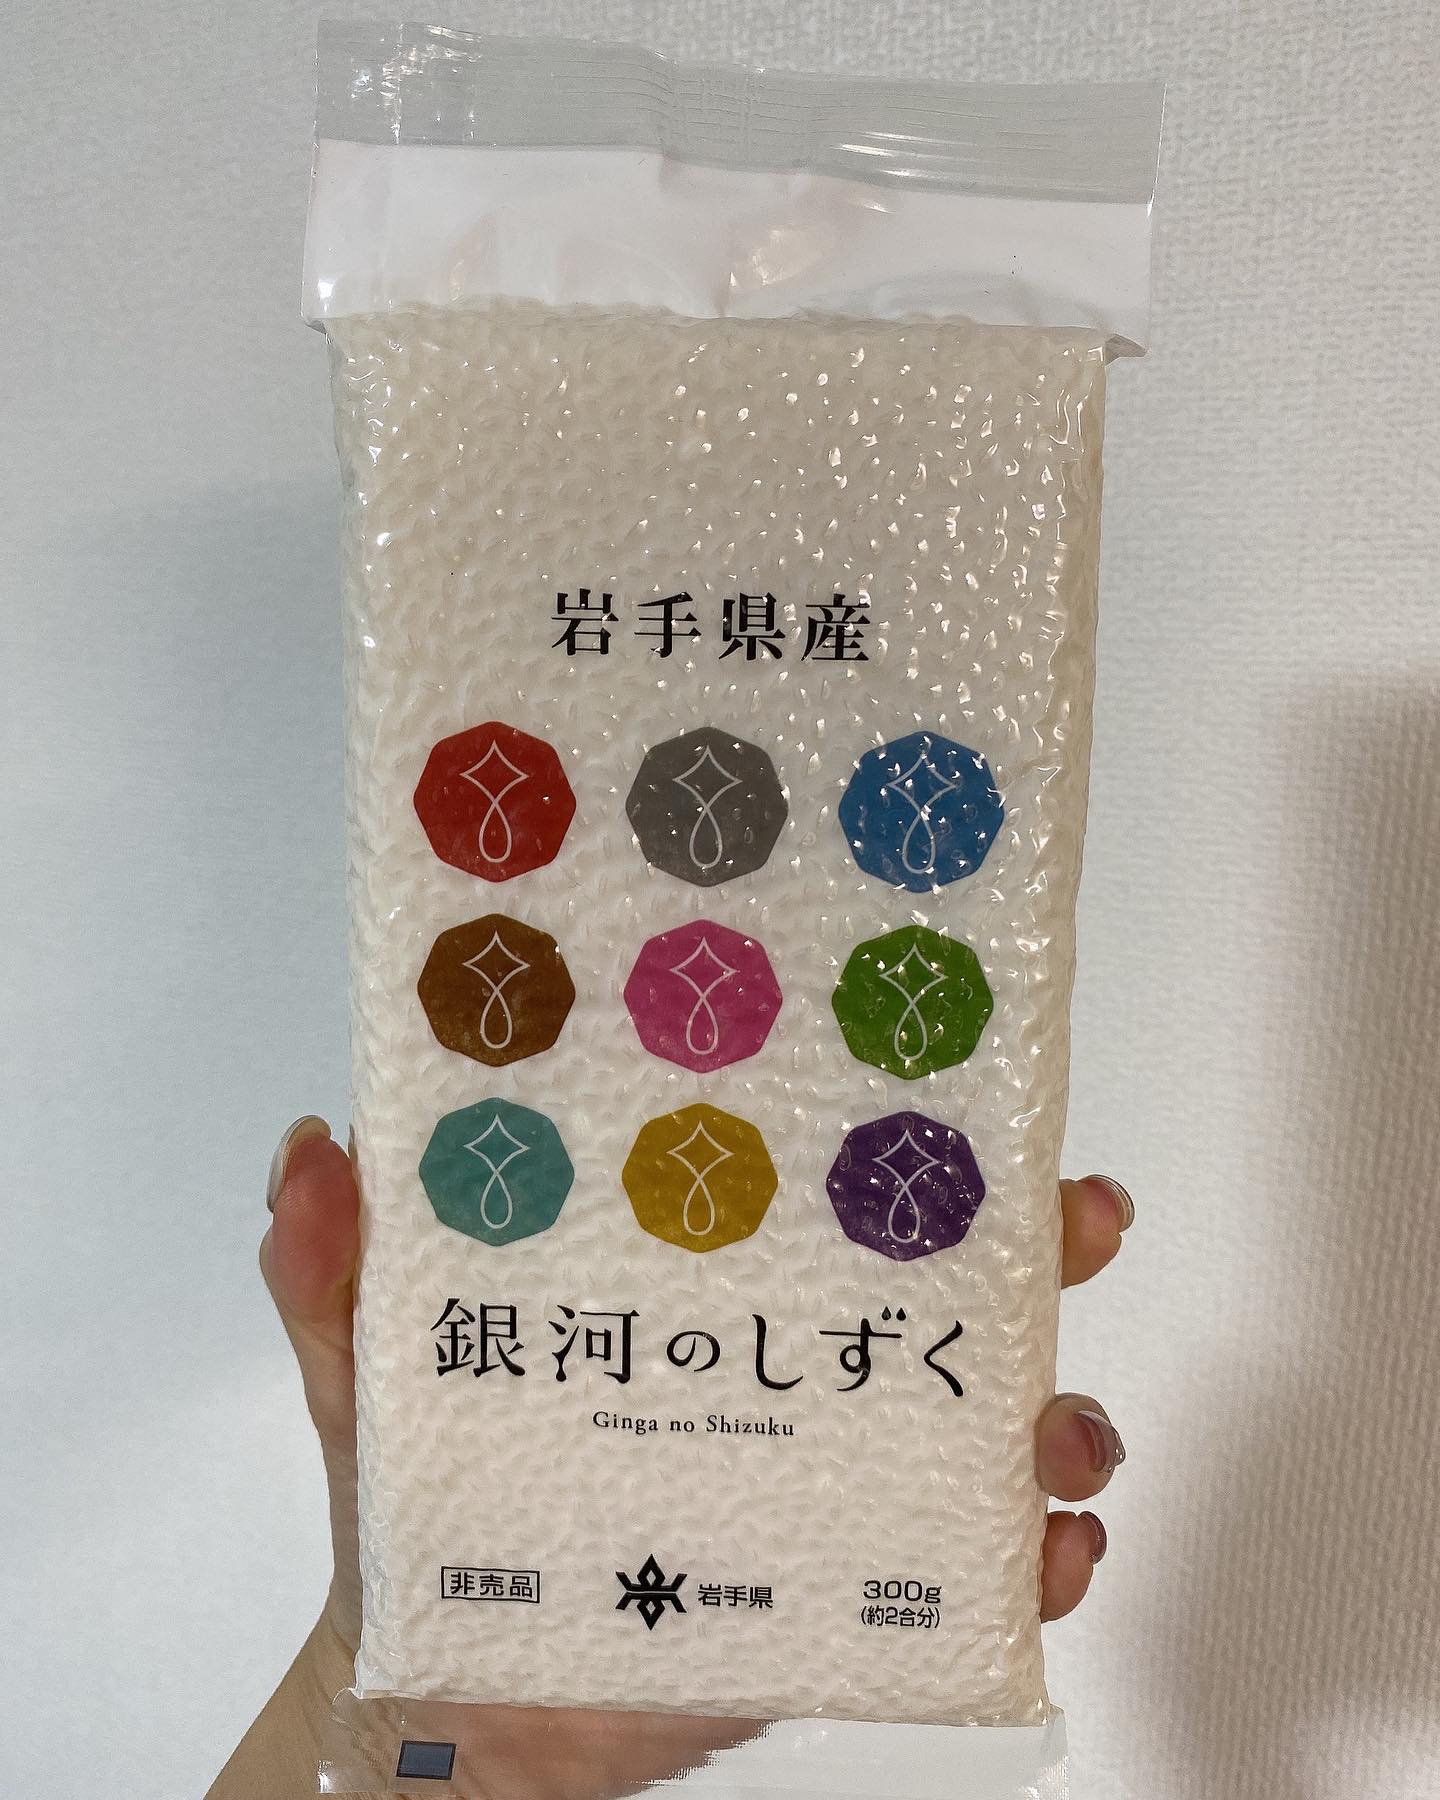 岩手県産
銀河のしずく
Ginga no Shizuku
非売品
岩手県
300g
(約2合分)